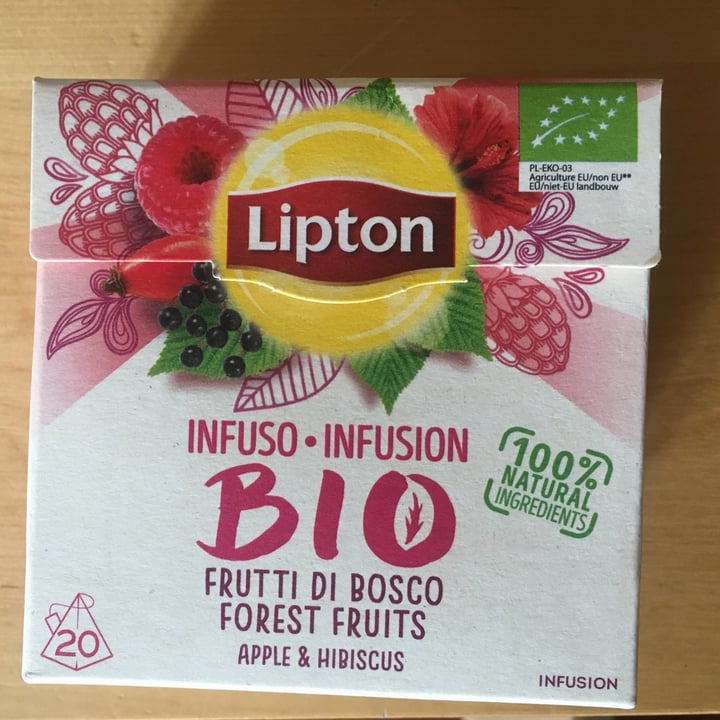 PL-EKO-03
Agriculture EU/non EU**
EU/niet-EU landbouw
Lipton
INFUSO • INFUSION
BIO
100%
NATURAL
INGREDIENTS
FRUTTI DI BOSCO
FOREST FRUITS
APPLE & HIBISCUS
20
INFUSION